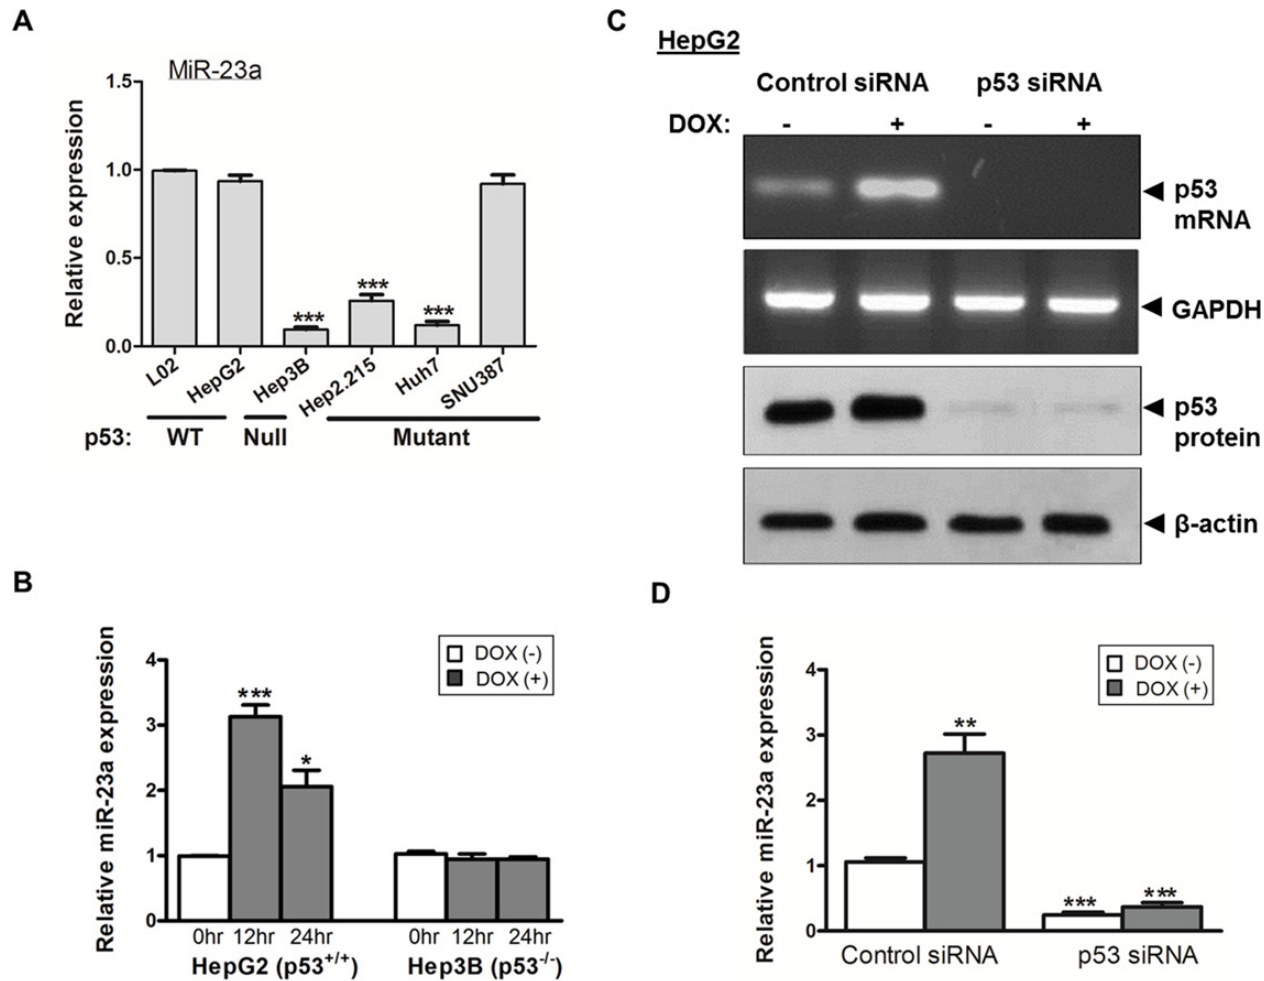 A
MiR-23a
Relative expression
1.5
1.0
0.5
0.0
***
***
***
L02
HepG2
Hep3B
Hep2.215
Huh7
SNU387
p53: WT Null Mutant
B
Relative miR-23a expression
4
3
2
1
0
DOX (-)
DOX (+)
***
*
0hr 12hr 24hr 0hr 12hr 24hr
HepG2 (p53+/+) Hep3B (p53-/-)
C
HepG2
Control siRNA p53 siRNA
DOX: - + - +
p53
mRNA
GAPDH
p53
protein
β-actin
D
Relative miR-23a expression
4
3
2
1
0
DOX (-)
DOX (+)
**
***
***
Control siRNA p53 siRNA